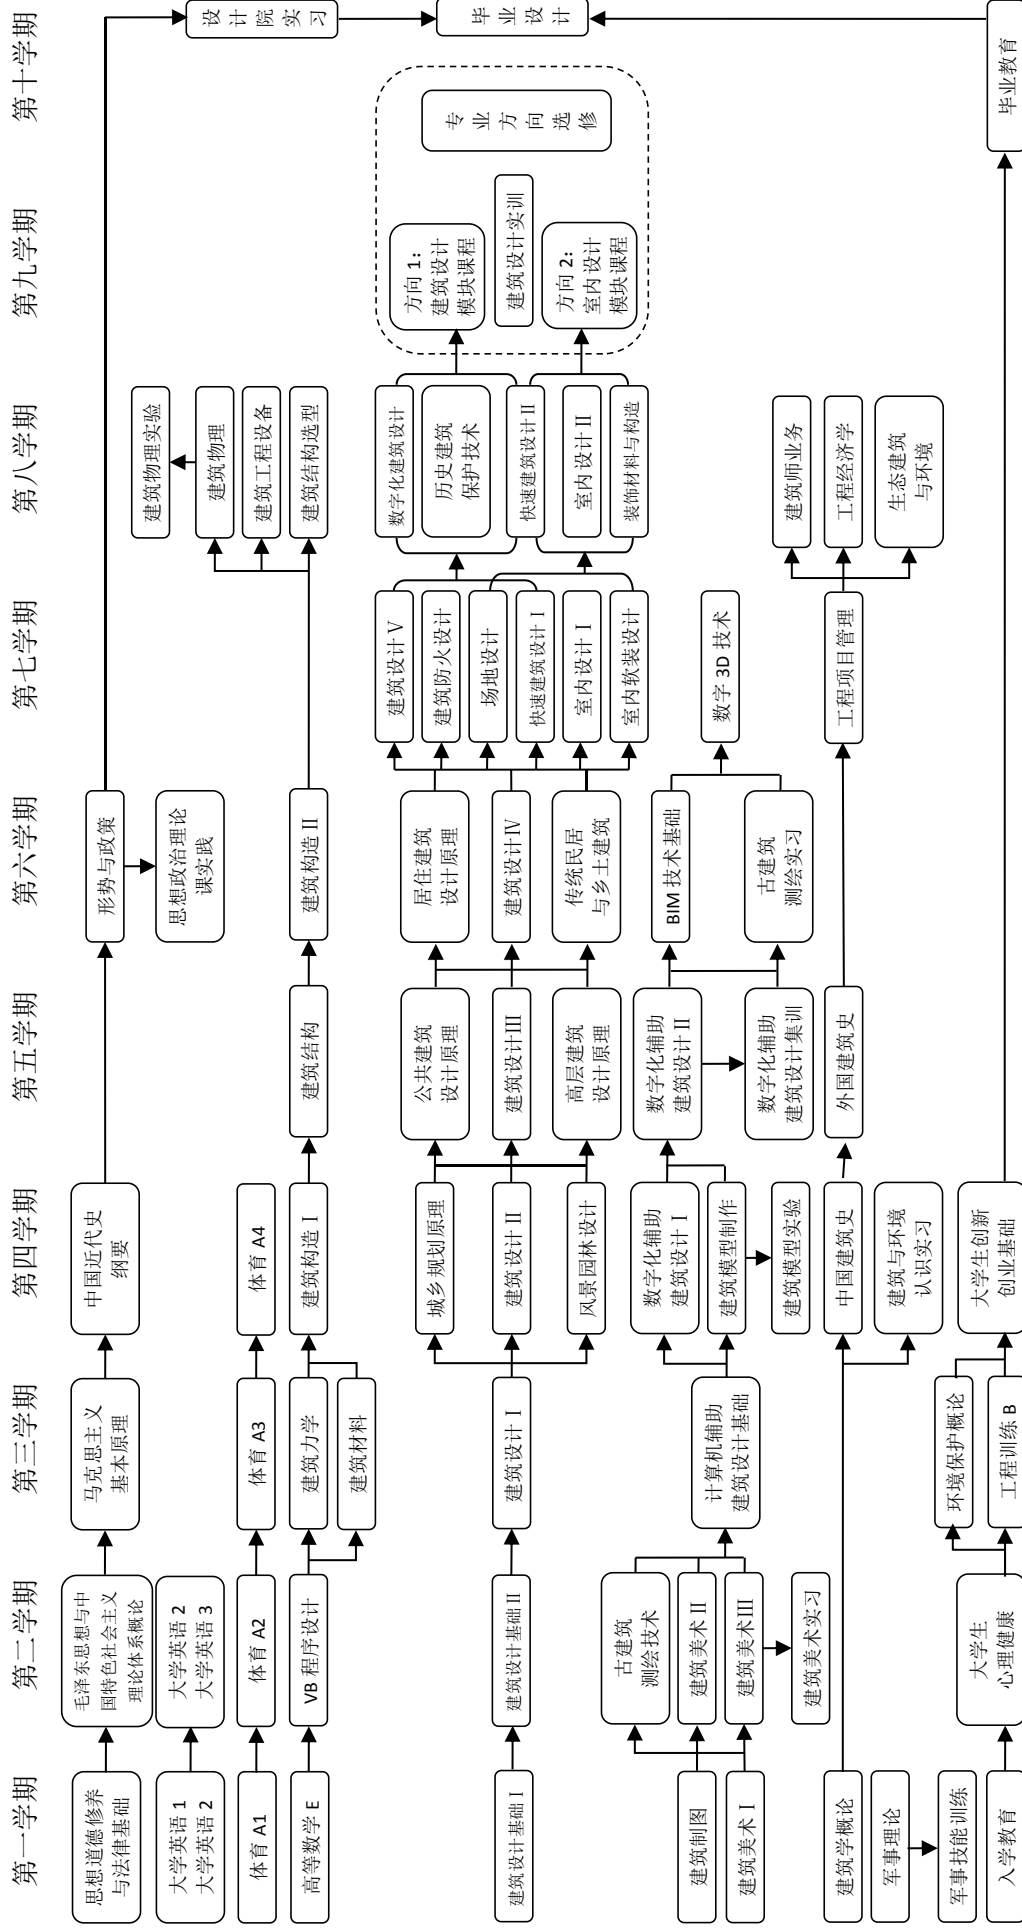 第一学期
第二学期
第三学期
第四学期
第五学期
第六学期
第七学期
第八学期
第九学期
第十学期
思想道德修养
与法律基础
毛泽东思想与中
国特色社会主义
理论体系概论
马克思主义
基本原理
中国近代史
纲要
形势与政策
思想政治理论
课实践
设计院实习
毕业设计
大学英语 1
大学英语 2
大学英语 2
大学英语 3
体育 A1
体育 A2
体育 A3
体育 A4
高等数学 E
VB 程序设计
建筑力学
建筑材料
建筑构造 I
建筑结构
建筑构造 II
建筑物理实验
建筑物理
建筑工程设备
建筑结构选型
建筑设计基础 I
建筑设计基础 II
建筑设计 I
城乡规划原理
建筑设计 II
风景园林设计
公共建筑
设计原理
建筑设计III
高层建筑
设计原理
居住建筑
设计原理
建筑设计IV
传统民居
与乡土建筑
建筑设计 V
建筑防火设计
场地设计
快速建筑设计 I
室内设计 I
室内软装设计
数字化建筑设计
历史建筑
保护技术
快速建筑设计 II
室内设计 II
装饰材料与构造
方向 1:
建筑设计
模块课程
建筑设计实训
方向 2:
室内设计
模块课程
专业方向选修
建筑制图
建筑美术 I
古建筑
测绘技术
建筑美术 II
建筑美术III
建筑美术实习
计算机辅助
建筑设计基础
数字化辅助
建筑设计 I
建筑模型制作
建筑模型实验
数字化辅助
建筑设计 II
数字化辅助
建筑设计集训
BIM 技术基础
古建筑
测绘实习
数字 3D 技术
建筑学概论
中国建筑史
建筑与环境
认识实习
外国建筑史
工程项目管理
建筑师业务
工程经济学
生态建筑
与环境
军事理论
军事技能训练
入学教育
大学生
心理健康
环境保护概论
工程训练 B
大学生创新
创业基础
毕业教育